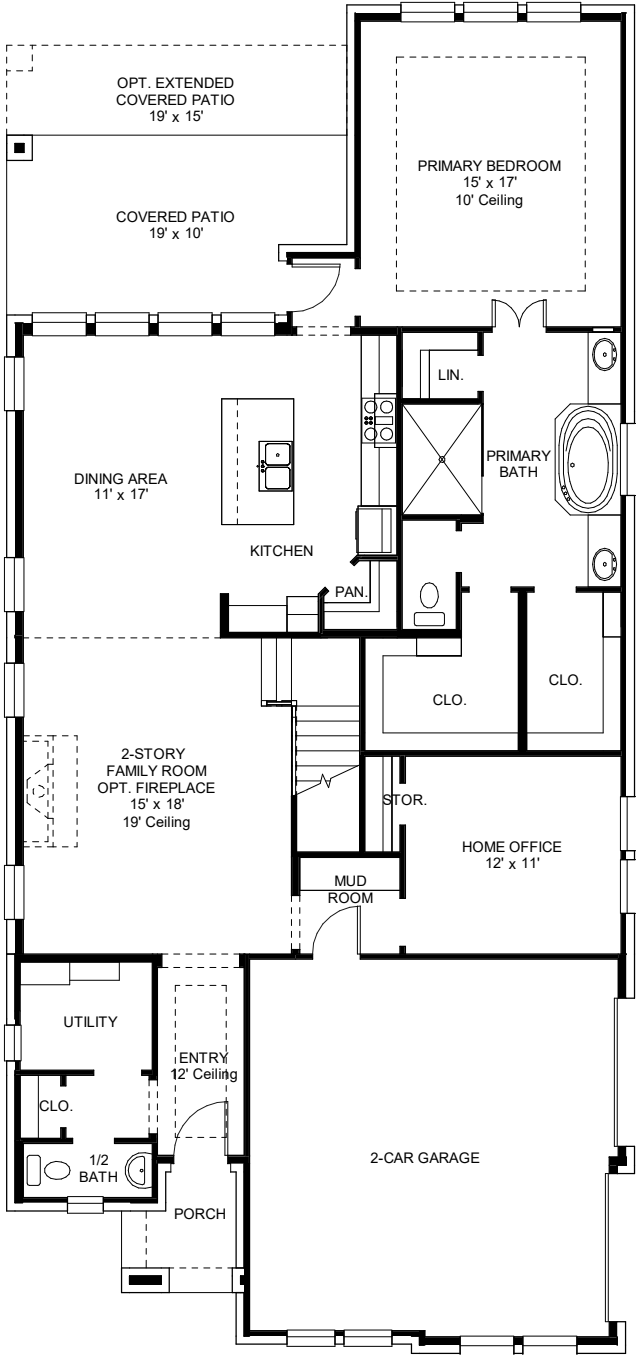 OPT. EXTENDED
COVERED PATIO
19' x 15'
PRIMARY BEDROOM
15' x 17'
10' Ceiling
COVERED PATIO
19' x 10'
LIN.
PRIMARY
BATH
DINING AREA
11' x 17'
KITCHEN
PAN.
CLO.
CLO.
2-STORY
FAMILY ROOM
OPT. FIREPLACE
15' x 18'
19' Ceiling
STOR.
HOME OFFICE
12' x 11'
MUD
ROOM
UTILITY
ENTRY
12' Ceiling
CLO.
1/2
BATH
2-CAR GARAGE
PORCH